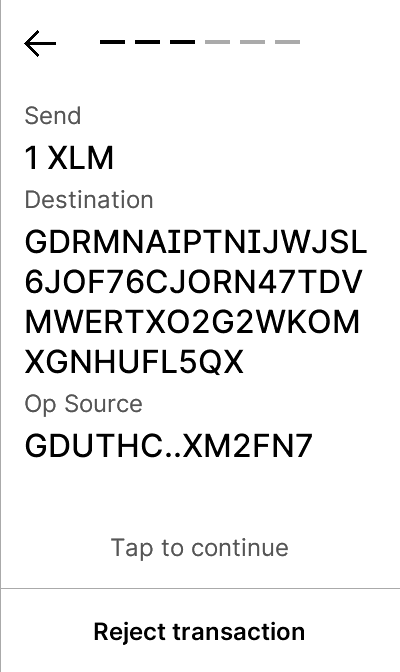 Send
1 XLM
Destination
GDRMNAIPTNIJWJSL
6JOF76CJORN47TDV
MWERTXO2G2WKOM
XGNHUFL5QX
Op Source
GDUTHC..XM2FN7
Tap to continue
Reject transaction